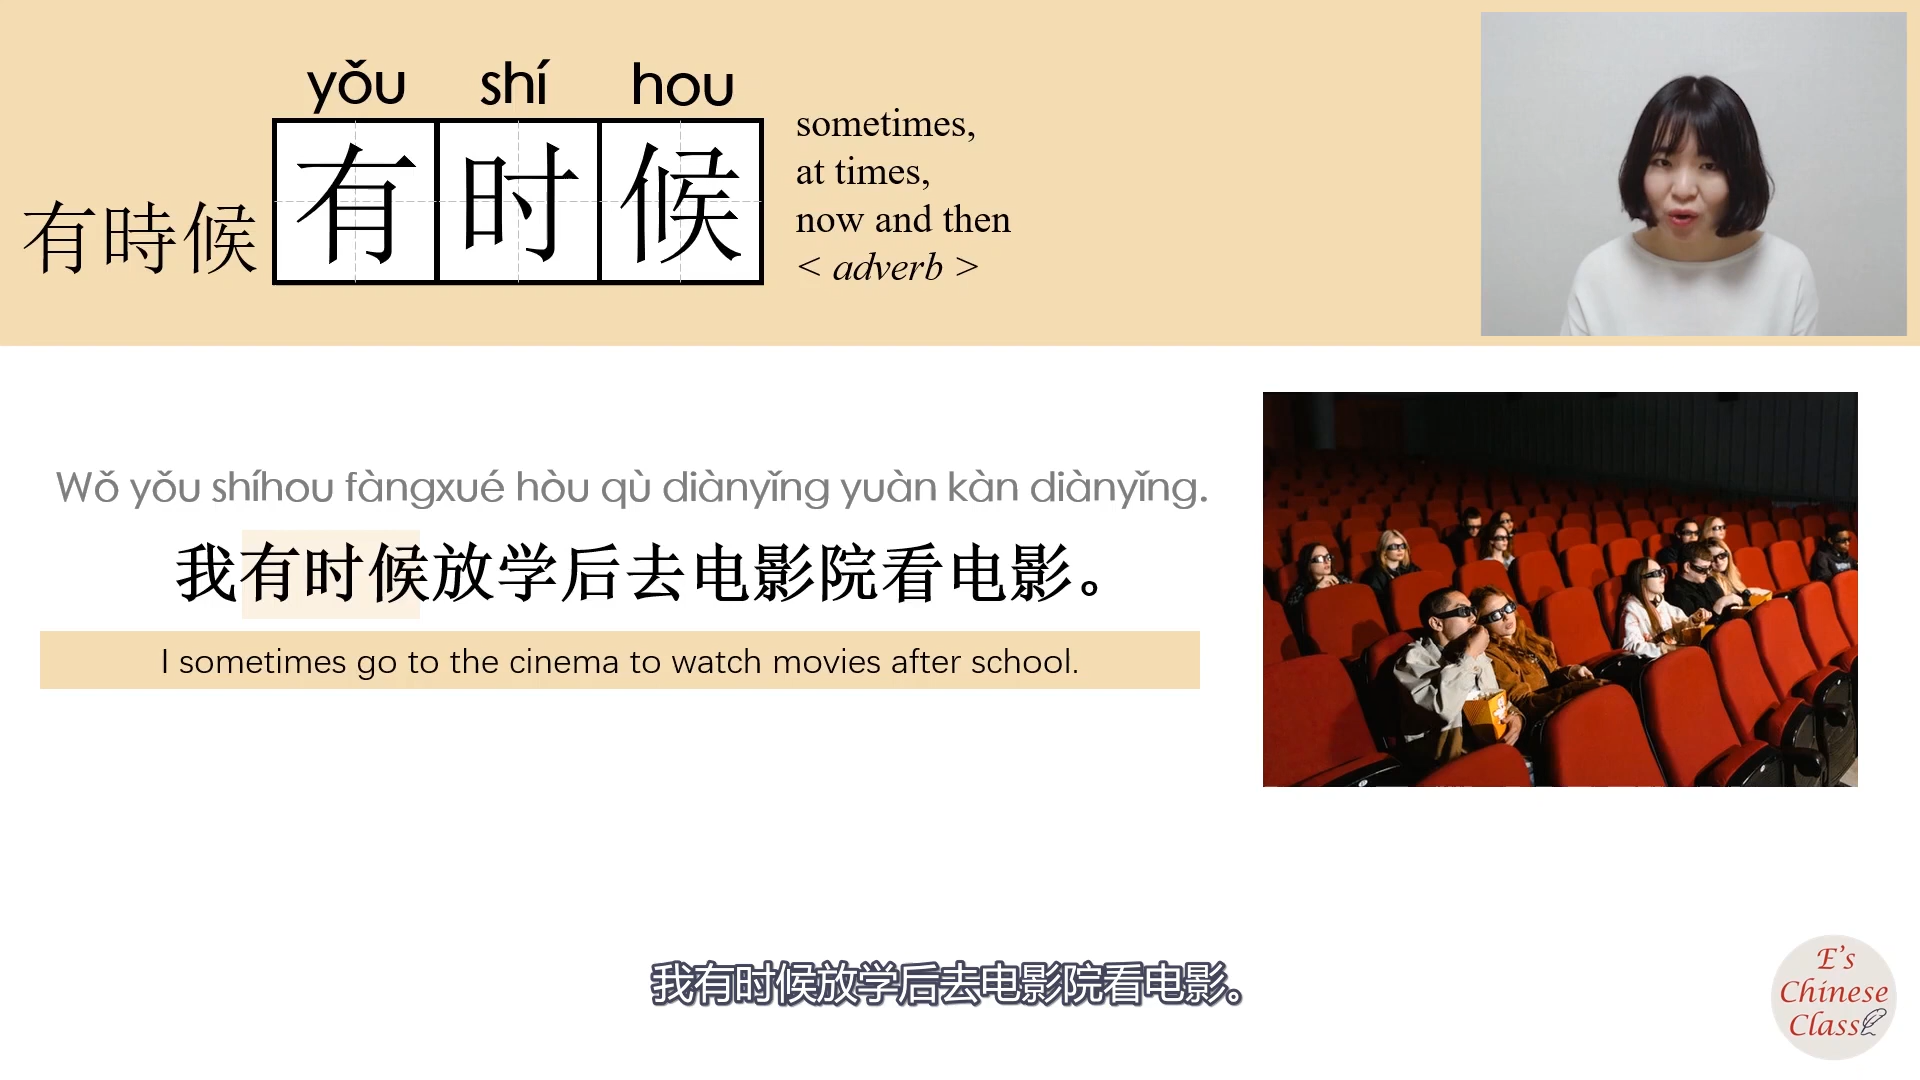 yǒu shí hou
有時候
有时候
sometimes,
at times,
now and then
< adverb >
Wǒ yǒu shíhou fàngxué hòu qù diànyǐng yuàn kàn diànyǐng.
我有时候放学后去电影院看电影。
I sometimes go to the cinema to watch movies after school.
我有时候放学后去电影院看电影。
E's
Chinese
Class